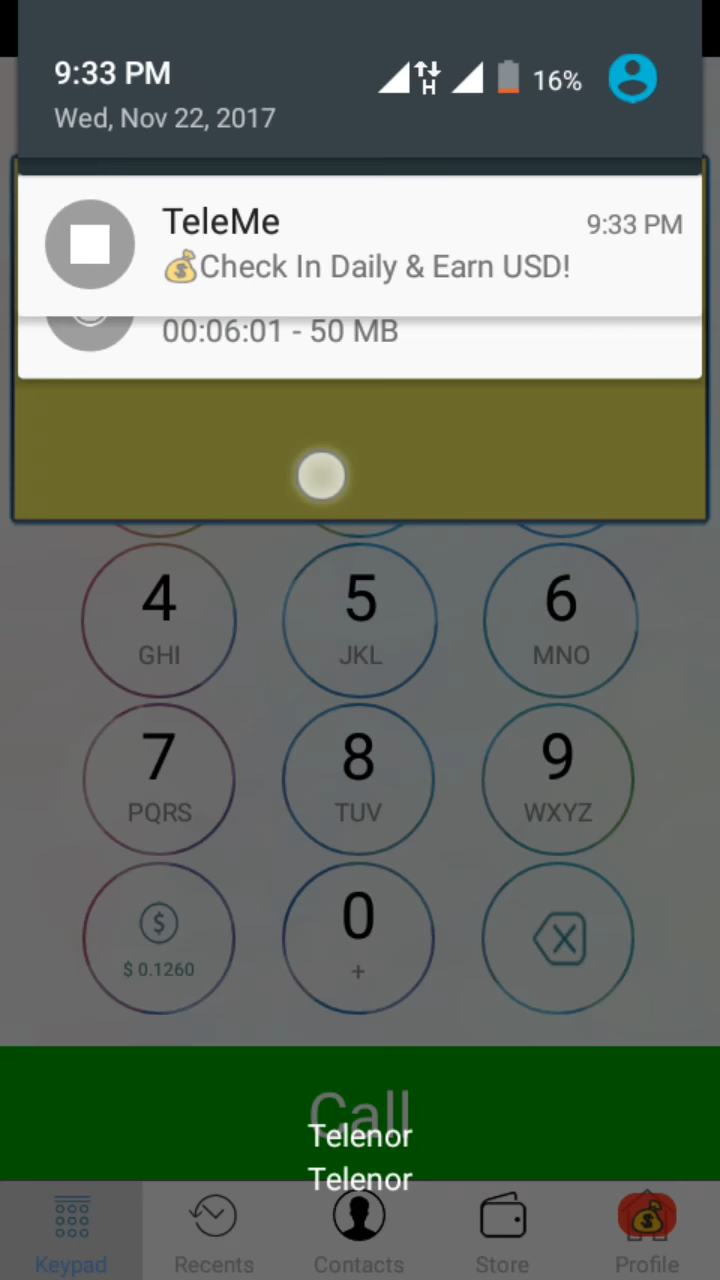 9:33 PM
H
16%
Wed, Nov 22, 2017
TeleMe
9:33 PM
💰Check In Daily & Earn USD!
00:06:01 - 50 MB
4 5 6
GHI JKL MNO
7 8 9
PQRS TUV WXYZ
$ 0
$ 0.1260 +
Call
Telenor
Telenor
Keypad Recents Contacts Store Profile